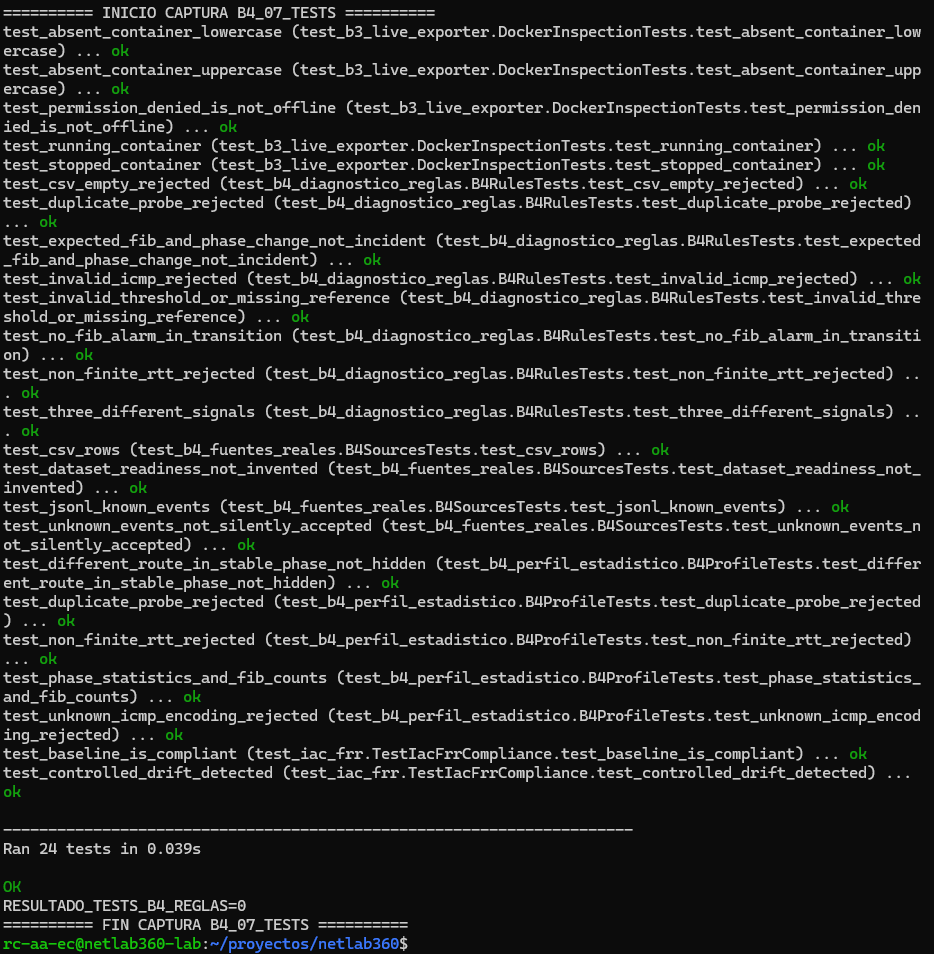 ========== INICIO CAPTURA B4_07_TESTS ==========
test_absent_container_lowercase (test_b3_live_exporter.DockerInspectionTests.test_absent_container_low
ercase) ... ok
test_absent_container_uppercase (test_b3_live_exporter.DockerInspectionTests.test_absent_container_upp
ercase) ... ok
test_permission_denied_is_not_offline (test_b3_live_exporter.DockerInspectionTests.test_permission_den
ied_is_not_offline) ... ok
test_running_container (test_b3_live_exporter.DockerInspectionTests.test_running_container) ... ok
test_stopped_container (test_b3_live_exporter.DockerInspectionTests.test_stopped_container) ... ok
test_csv_empty_rejected (test_b4_diagnostico_reglas.B4RulesTests.test_csv_empty_rejected) ... ok
test_duplicate_probe_rejected (test_b4_diagnostico_reglas.B4RulesTests.test_duplicate_probe_rejected)
... ok
test_expected_fib_and_phase_change_not_incident (test_b4_diagnostico_reglas.B4RulesTests.test_expected
_fib_and_phase_change_not_incident) ... ok
test_invalid_icmp_rejected (test_b4_diagnostico_reglas.B4RulesTests.test_invalid_icmp_rejected) ... ok
test_invalid_threshold_or_missing_reference (test_b4_diagnostico_reglas.B4RulesTests.test_invalid_thre
shold_or_missing_reference) ... ok
test_no_fib_alarm_in_transition (test_b4_diagnostico_reglas.B4RulesTests.test_no_fib_alarm_in_transiti
on) ... ok
test_non_finite_rtt_rejected (test_b4_diagnostico_reglas.B4RulesTests.test_non_finite_rtt_rejected) ..
. ok
test_three_different_signals (test_b4_diagnostico_reglas.B4RulesTests.test_three_different_signals) ..
. ok
test_csv_rows (test_b4_fuentes_reales.B4SourcesTests.test_csv_rows) ... ok
test_dataset_readiness_not_invented (test_b4_fuentes_reales.B4SourcesTests.test_dataset_readiness_not_
invented) ... ok
test_jsonl_known_events (test_b4_fuentes_reales.B4SourcesTests.test_jsonl_known_events) ... ok
test_unknown_events_not_silently_accepted (test_b4_fuentes_reales.B4SourcesTests.test_unknown_events_n
ot_silently_accepted) ... ok
test_different_route_in_stable_phase_not_hidden (test_b4_perfil_estadistico.B4ProfileTests.test_differ
ent_route_in_stable_phase_not_hidden) ... ok
test_duplicate_probe_rejected (test_b4_perfil_estadistico.B4ProfileTests.test_duplicate_probe_rejected
) ... ok
test_non_finite_rtt_rejected (test_b4_perfil_estadistico.B4ProfileTests.test_non_finite_rtt_rejected)
... ok
test_phase_statistics_and_fib_counts (test_b4_perfil_estadistico.B4ProfileTests.test_phase_statistics_
and_fib_counts) ... ok
test_unknown_icmp_encoding_rejected (test_b4_perfil_estadistico.B4ProfileTests.test_unknown_icmp_encod
ing_rejected) ... ok
test_baseline_is_compliant (test_iac_frr.TestIacFrrCompliance.test_baseline_is_compliant) ... ok
test_controlled_drift_detected (test_iac_frr.TestIacFrrCompliance.test_controlled_drift_detected) ...
ok
----------------------------------------------------------------------
Ran 24 tests in 0.039s
OK
RESULTADO_TESTS_B4_REGLAS=0
========== FIN CAPTURA B4_07_TESTS ==========
rc-aa-ec@netlab360-lab:~/proyectos/netlab360$